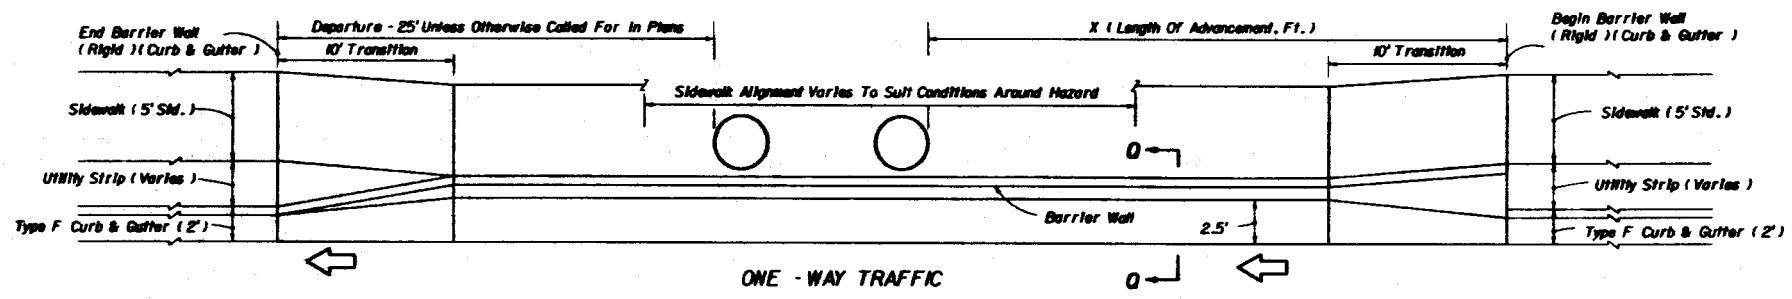 Departure - 25' Unless Otherwise Called For In Plans
X ( Length Of Advancement, Ft. )
End Barrier Wall
( Rigid ) ( Curb & Gutter )
Begin Barrier Wall
( Rigid ) ( Curb & Gutter )
10' Transition
10' Transition
Sidewalk Alignment Varies To Suit Conditions Around Hazard
Sidewalk ( 5' Std. )
Sidewalk ( 5' Std. )
Q
Utility Strip ( Varies )
Utility Strip ( Varies )
Barrier Wall
Type F Curb & Gutter ( 2' )
2.5'
Type F Curb & Gutter ( 2' )
ONE - WAY TRAFFIC
Q